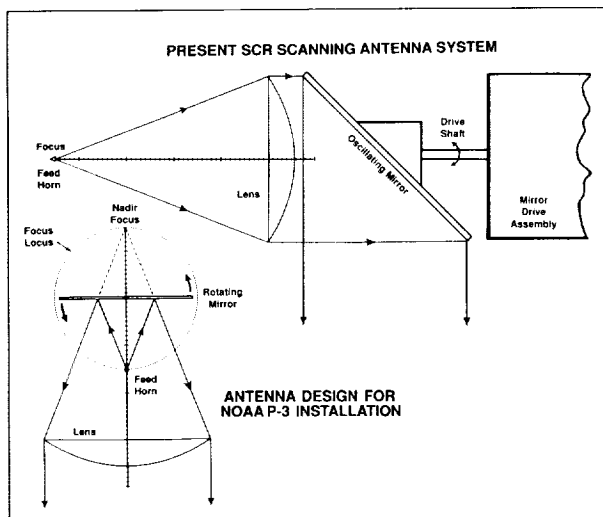 PRESENT SCR SCANNING ANTENNA SYSTEM
Focus
Feed
Horn
Lens
Oscillating Mirror
Drive
Shaft
Mirror
Drive
Assembly
Nadir
Focus
Focus
Locus
Rotating
Mirror
Feed
Horn
Lens
ANTENNA DESIGN FOR
NOAA P-3 INSTALLATION